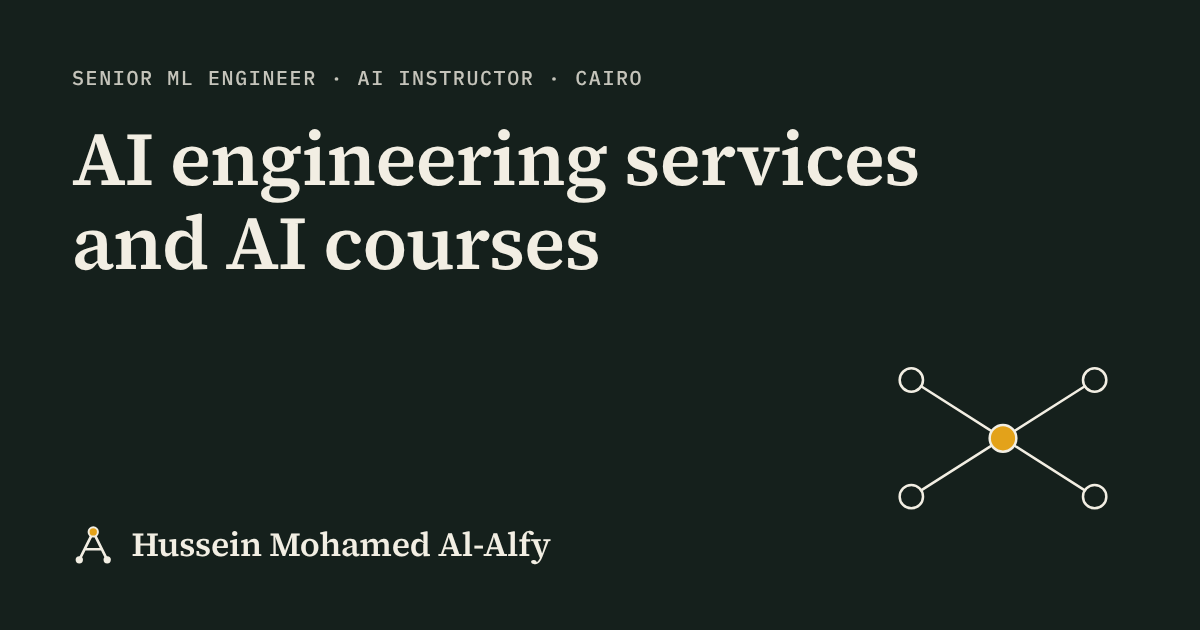 SENIOR ML ENGINEER · AI INSTRUCTOR · CAIRO
AI engineering services
and AI courses
Hussein Mohamed Al-Alfy